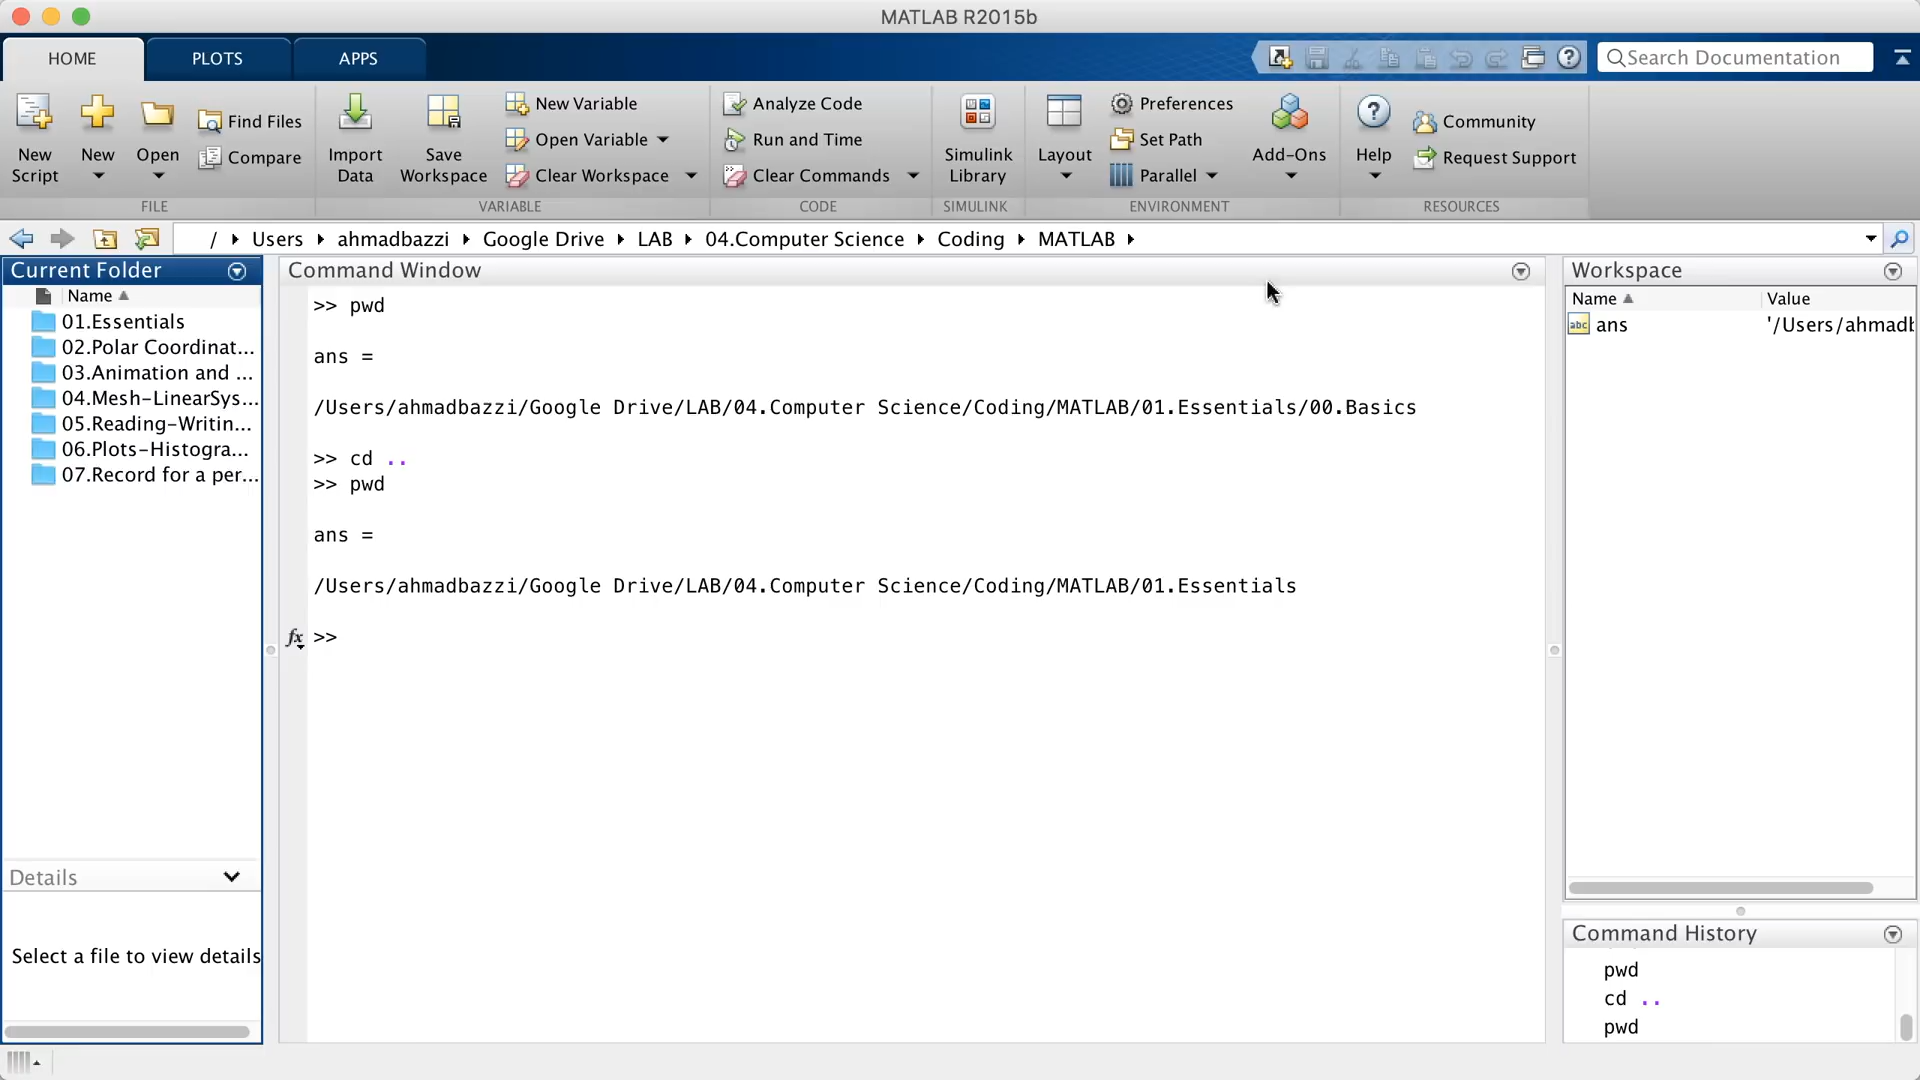 MATLAB R2015b
HOME
PLOTS
APPS
Search Documentation
New Script
New
Open
Find Files
Compare
FILE
Import Data
Save Workspace
New Variable
Open Variable
Clear Workspace
VARIABLE
Analyze Code
Run and Time
Clear Commands
CODE
Simulink Library
SIMULINK
Layout
Preferences
Set Path
Parallel
Add-Ons
ENVIRONMENT
Help
Community
Request Support
RESOURCES
/ Users ahmadbazzi Google Drive LAB 04.Computer Science Coding MATLAB
Current Folder
Name
01.Essentials
02.Polar Coordinat...
03.Animation and ...
04.Mesh-LinearSys...
05.Reading-Writin...
06.Plots-Histogra...
07.Record for a per...
Details
Select a file to view details
Command Window
>> pwd
ans =
/Users/ahmadbazzi/Google Drive/LAB/04.Computer Science/Coding/MATLAB/01.Essentials/00.Basics
>> cd ..
>> pwd
ans =
/Users/ahmadbazzi/Google Drive/LAB/04.Computer Science/Coding/MATLAB/01.Essentials
fx >>
Workspace
Name Value
abc ans '/Users/ahmadb
Command History
pwd
cd ..
pwd